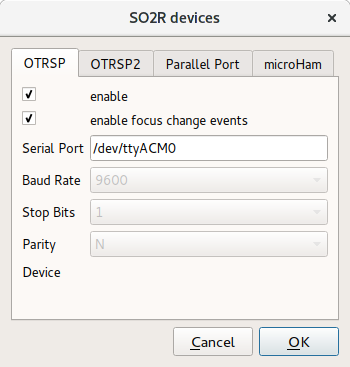 SO2R devices
OTRSP OTRSP2 Parallel Port microHam
enable
enable focus change events
Serial Port /dev/ttyACM0
Baud Rate 9600
Stop Bits 1
Parity N
Device
Cancel OK